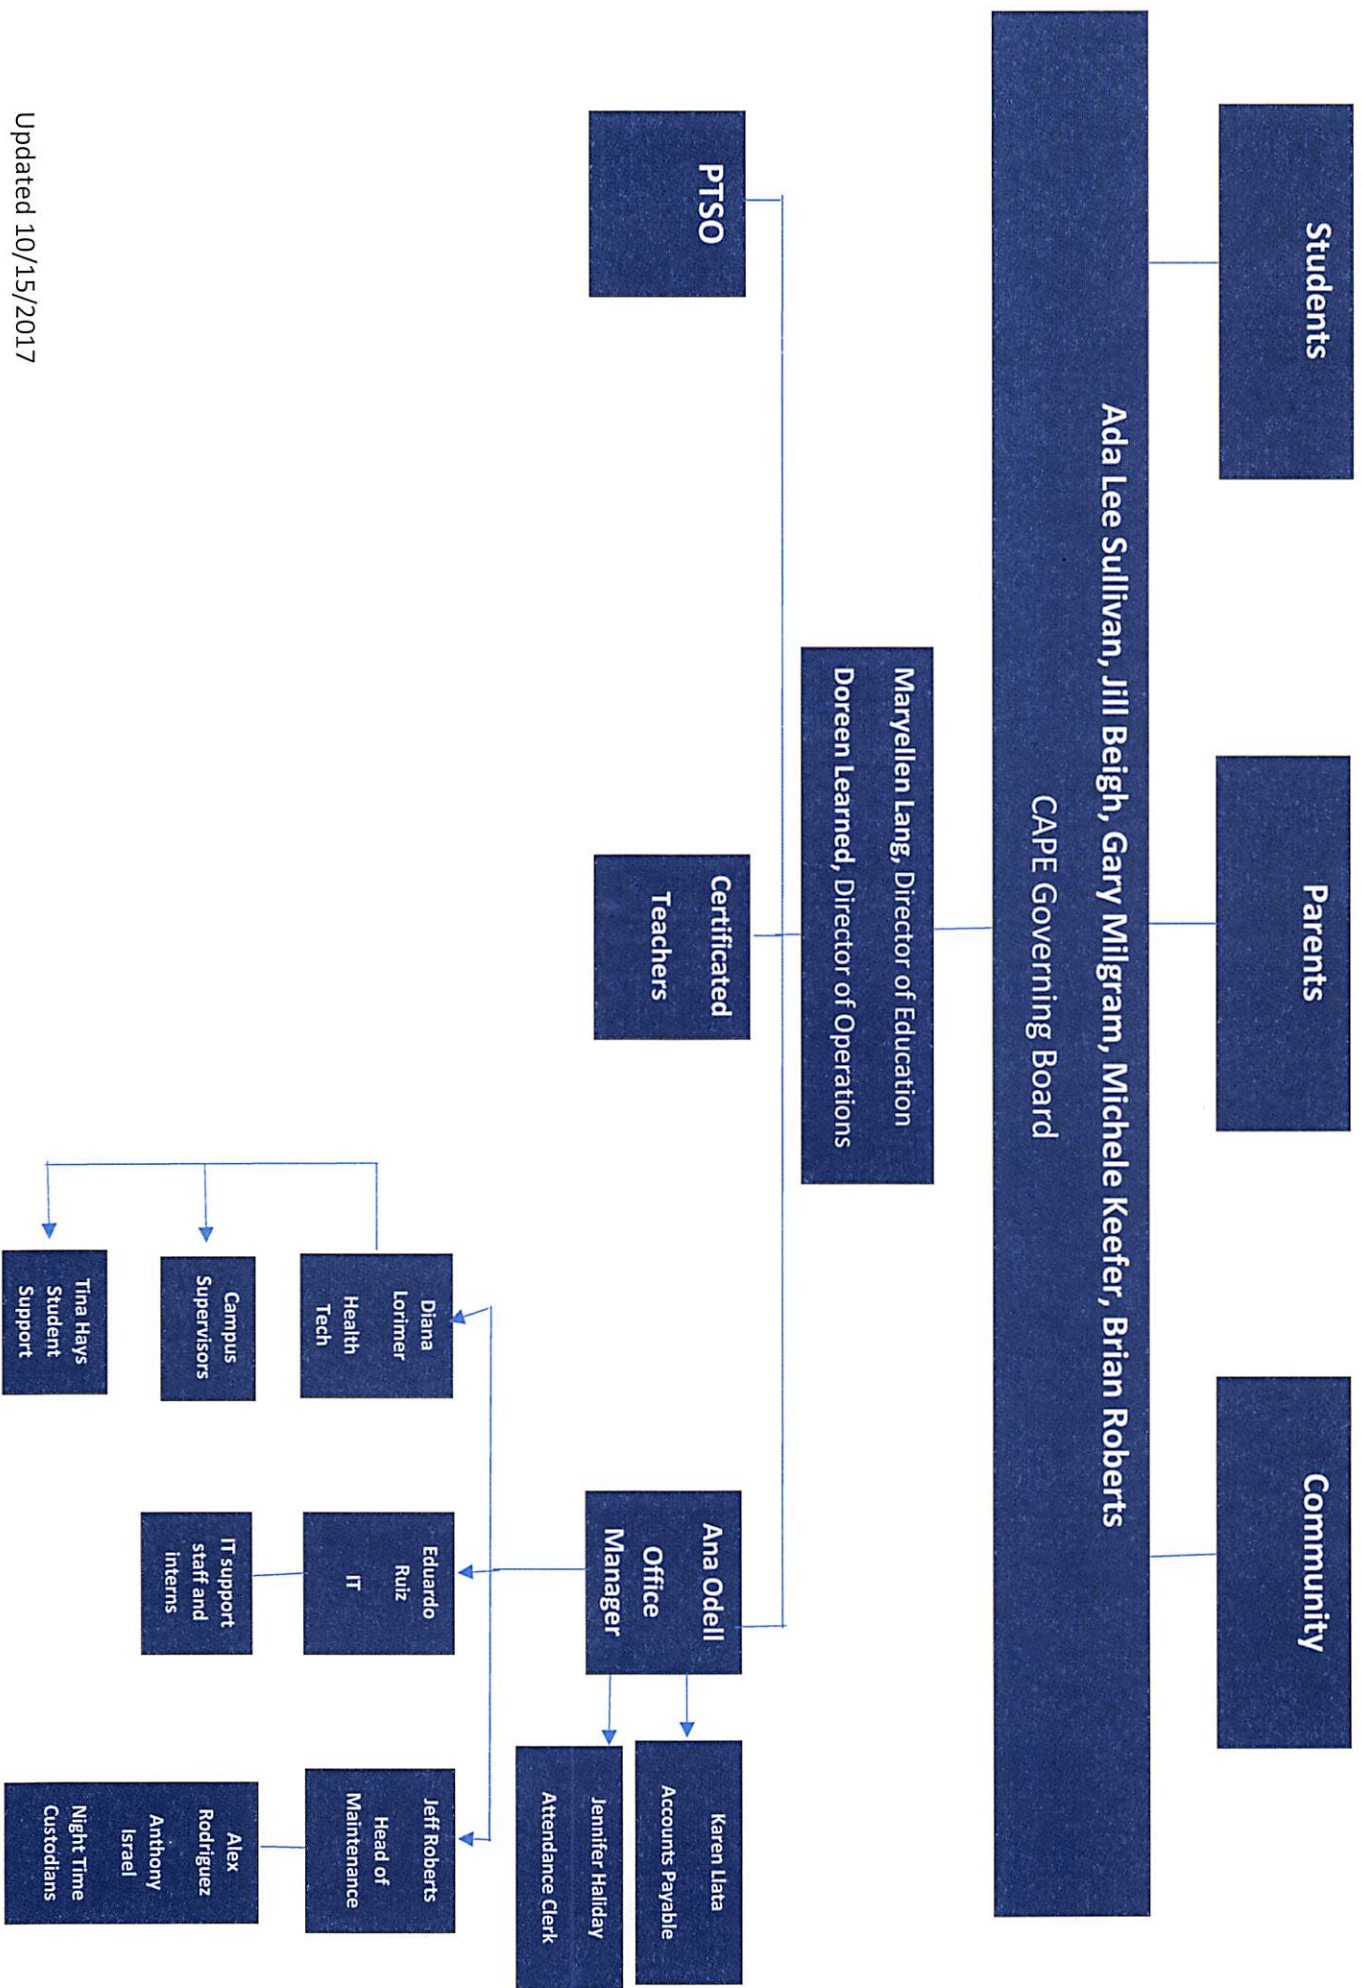 Students
Parents
Community
Ada Lee Sullivan, Jill Beigh, Gary Milgram, Michele Keefer, Brian Roberts
CAPE Governing Board
Maryellen Lang, Director of Education
Doreen Learned, Director of Operations
PTSO
Certificated
Teachers
Ana Odell
Office
Manager
Karen Llata
Accounts Payable
Jennifer Haliday
Attendance Clerk
Diana
Lorimer
Health
Tech
Eduardo
Ruiz
IT
Jeff Roberts
Head of
Maintenance
Campus
Supervisors
Tina Hays
Student
Support
IT support
staff and
interns
Alex
Rodriguez
Anthony
Israel
Night Time
Custodians
Updated 10/15/2017